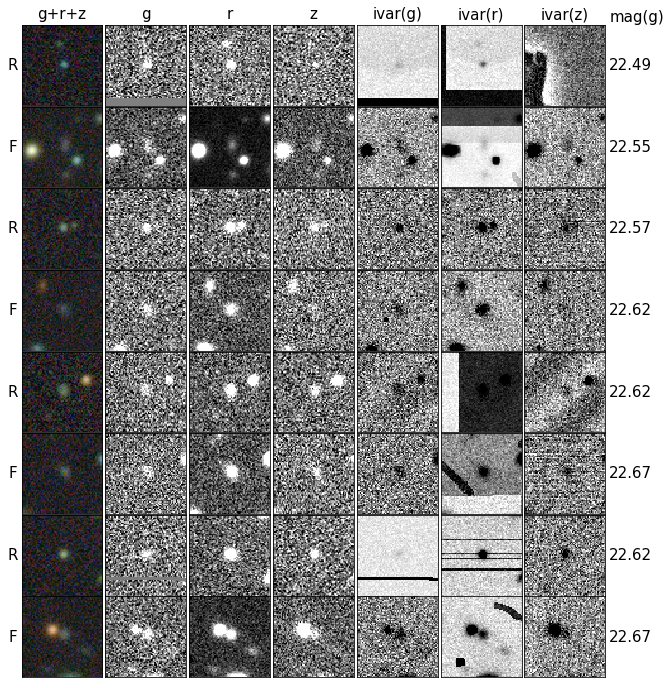 g+r+z g r z ivar(g) ivar(r) ivar(z) mag(g)
R 22.49
F 22.55
R 22.57
F 22.62
R 22.62
F 22.67
R 22.62
F 22.67